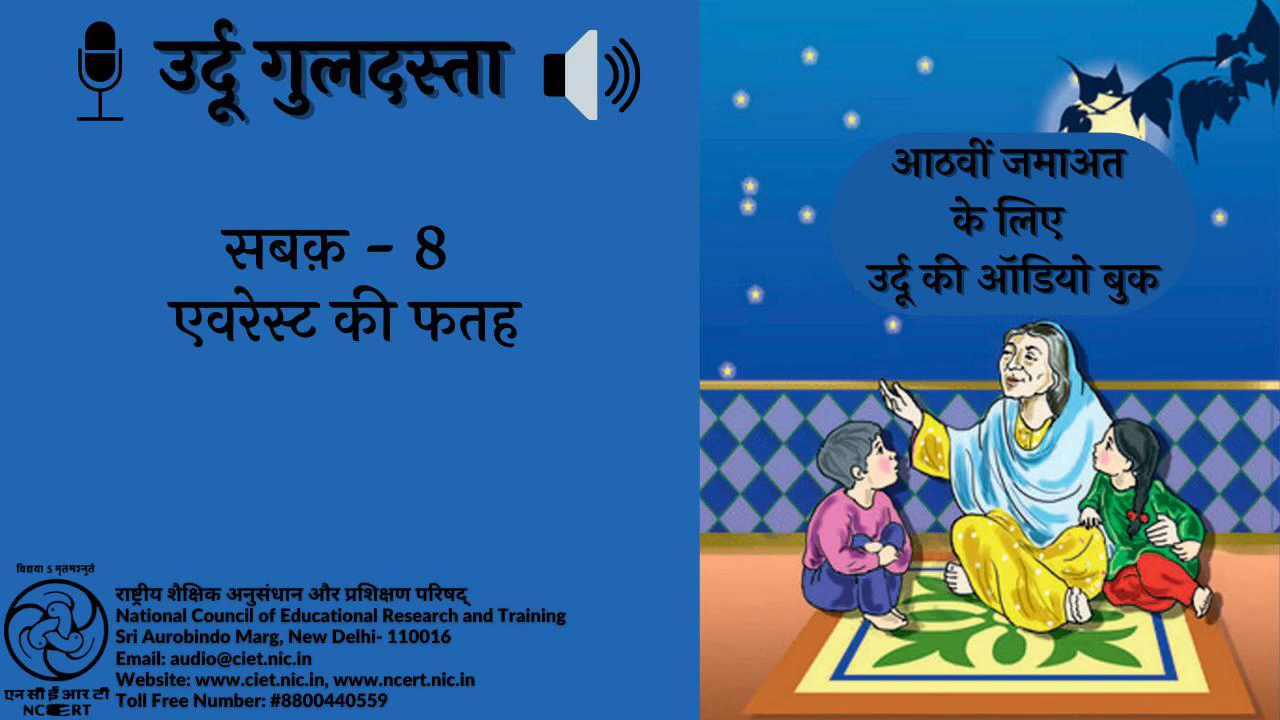 उर्दू गुलदस्ता
सबक़ - 8
एवरेस्ट की फतह
आठवीं जमाअत
के लिए
उर्दू की ऑडियो बुक
विद्यया ऽ मृतमश्नुते
एन सी ई आर टी
NCERT
राष्ट्रीय शैक्षिक अनुसंधान और प्रशिक्षण परिषद्
National Council of Educational Research and Training
Sri Aurobindo Marg, New Delhi- 110016
Email: audio@ciet.nic.in
Website: www.ciet.nic.in, www.ncert.nic.in
Toll Free Number: #8800440559